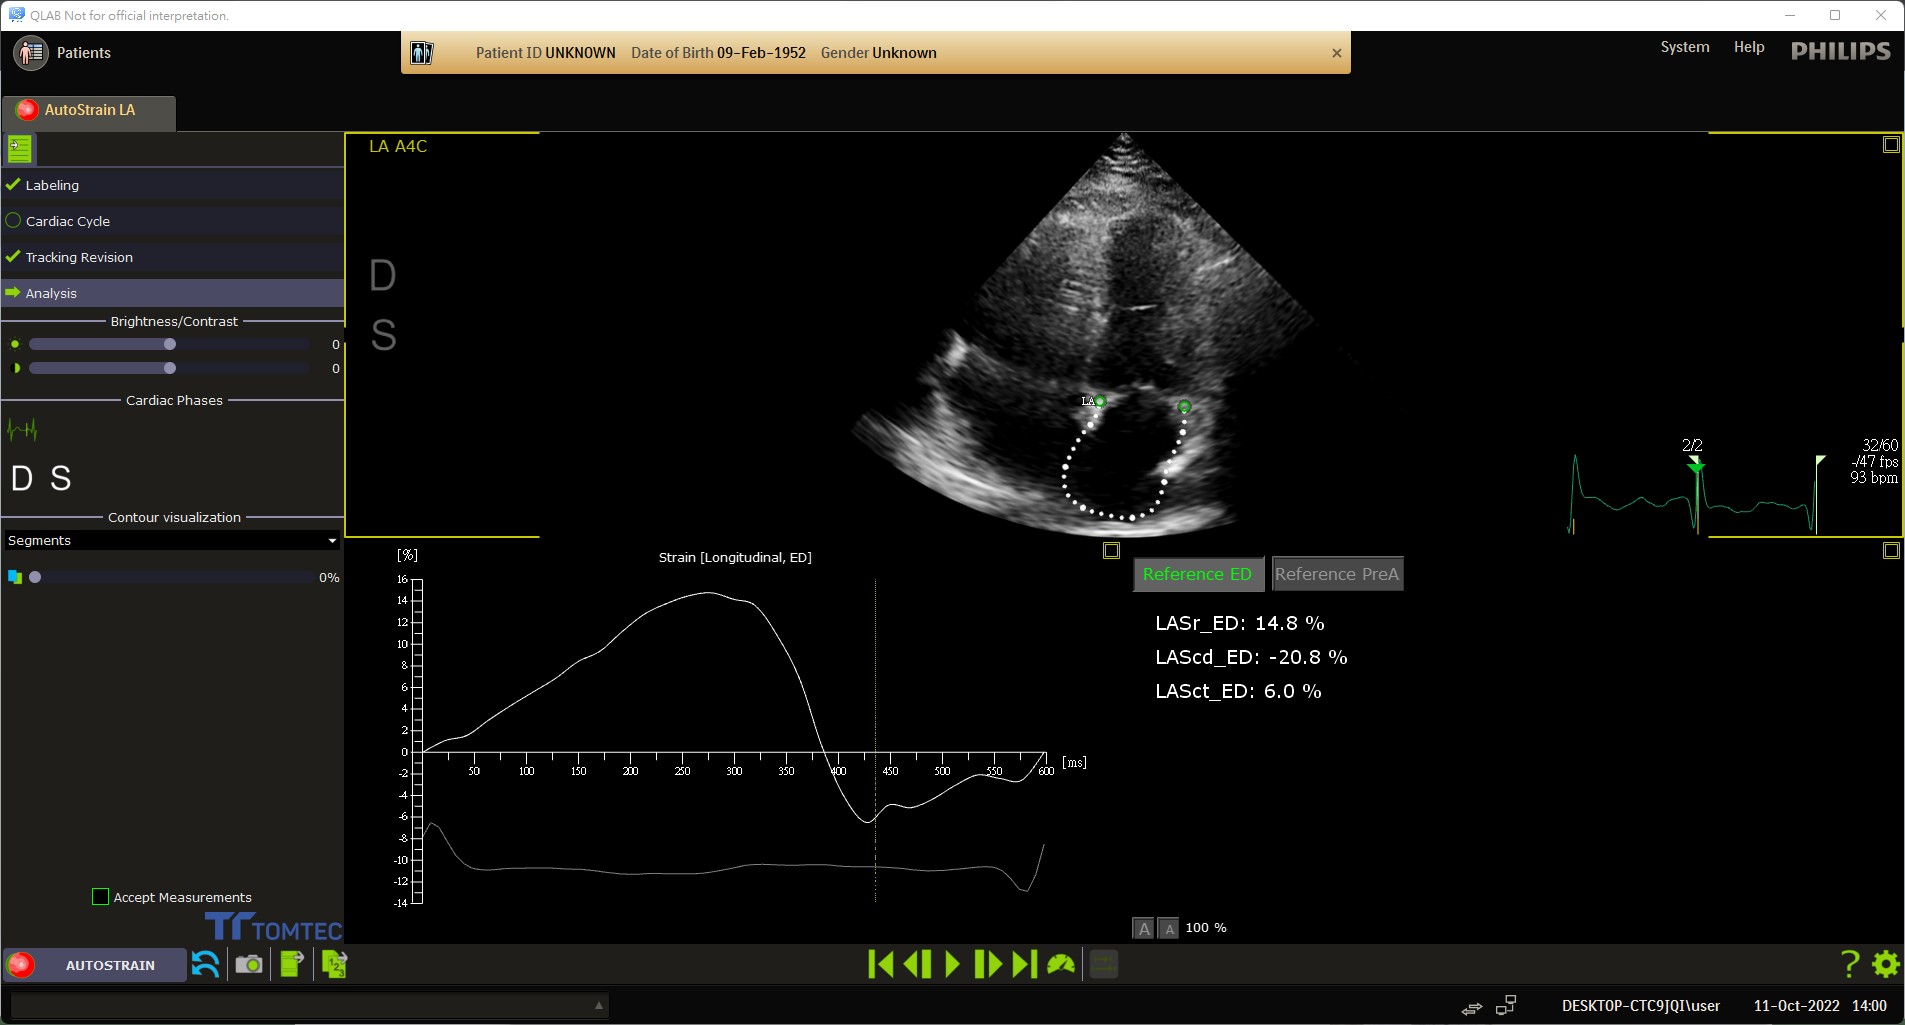 QLAB Not for official interpretation.
Patients
Patient ID UNKNOWN Date of Birth 09-Feb-1952 Gender Unknown
System Help PHILIPS
AutoStrain LA
Labeling
Cardiac Cycle
Tracking Revision
Analysis
Brightness/Contrast
0
0
Cardiac Phases
D S
Contour visualization
Segments
0%
Accept Measurements
TOMTEC
LA A4C
D
S
LA
2/2
32/60
-/47 fps
93 bpm
[%]
Strain [Longitudinal, ED]
16
14
12
10
8
6
4
2
0
-2
-4
-6
-8
-10
-12
-14
50 100 150 200 250 300 350 400 450 500 550 600 [ms]
Reference ED Reference PreA
LASr_ED: 14.8 %
LAScd_ED: -20.8 %
LASct_ED: 6.0 %
A A 100 %
AUTOSTRAIN
1 2 3
?
DESKTOP-CTC9JQI\user 11-Oct-2022 14:00